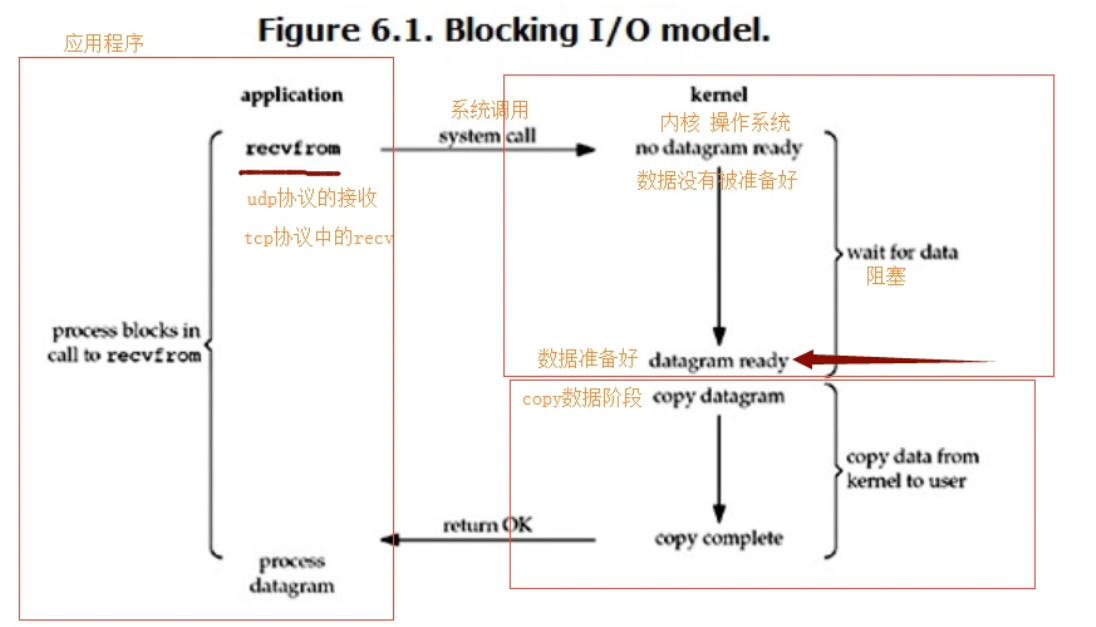 Figure 6.1. Blocking I/O model.
应用程序
application
kernel
系统调用
system call
内核 操作系统
recvfrom
no datagram ready
udp协议的接收
数据没有被准备好
tcp协议中的recv
wait for data
阻塞
process blocks in
call to recvfrom
数据准备好
datagram ready
copy数据阶段
copy datagram
copy data from
kernel to user
return OK
copy complete
process
datagram